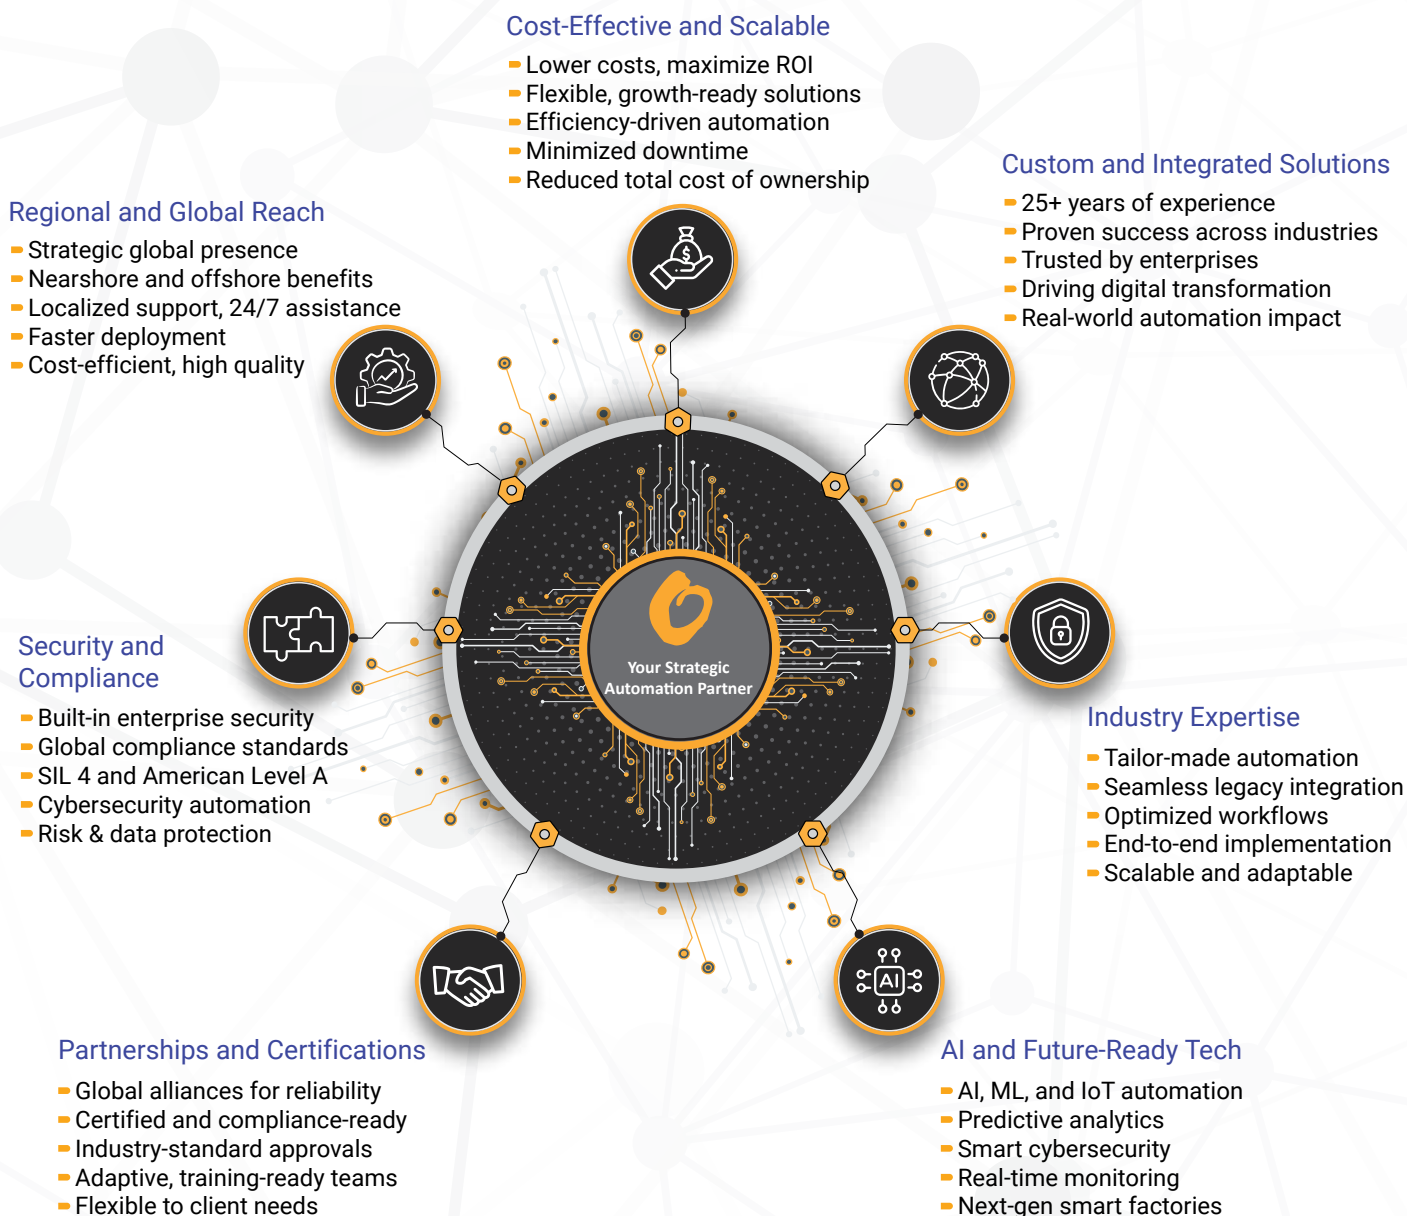 Cost-Effective and Scalable
Lower costs, maximize ROI
Flexible, growth-ready solutions
Efficiency-driven automation
Minimized downtime
Reduced total cost of ownership
Custom and Integrated Solutions
25+ years of experience
Proven success across industries
Trusted by enterprises
Driving digital transformation
Real-world automation impact
Regional and Global Reach
Strategic global presence
Nearshore and offshore benefits
Localized support, 24/7 assistance
Faster deployment
Cost-efficient, high quality
$
Your Strategic
Automation Partner
Security and
Compliance
Built-in enterprise security
Global compliance standards
SIL 4 and American Level A
Cybersecurity automation
Risk & data protection
Industry Expertise
Tailor-made automation
Seamless legacy integration
Optimized workflows
End-to-end implementation
Scalable and adaptable
AI
Partnerships and Certifications
Global alliances for reliability
Certified and compliance-ready
Industry-standard approvals
Adaptive, training-ready teams
Flexible to client needs
AI and Future-Ready Tech
AI, ML, and IoT automation
Predictive analytics
Smart cybersecurity
Real-time monitoring
Next-gen smart factories